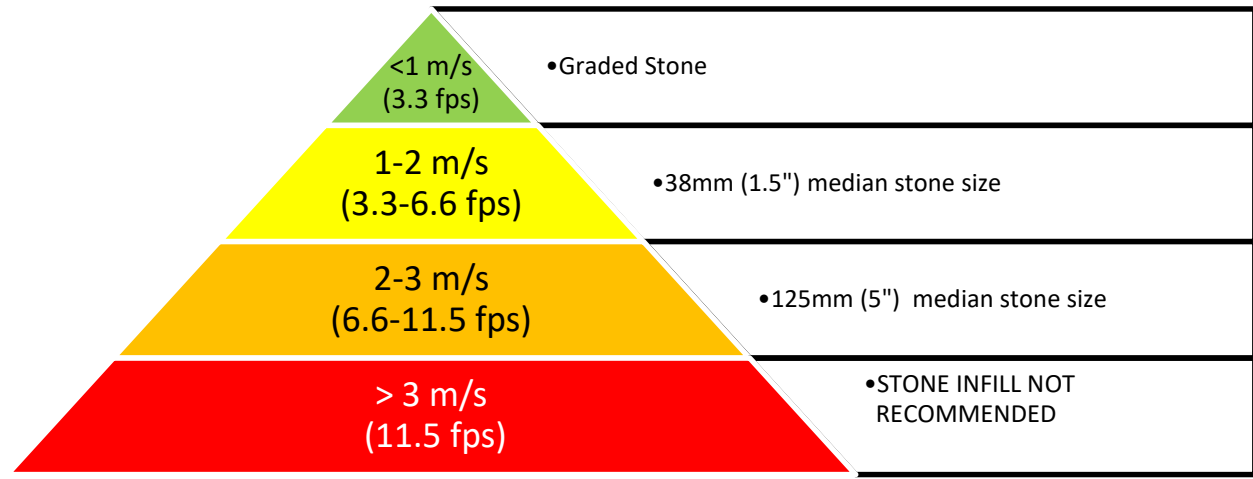 <1 m/s
(3.3 fps)
•Graded Stone
1-2 m/s
(3.3-6.6 fps)
•38mm (1.5") median stone size
2-3 m/s
(6.6-11.5 fps)
•125mm (5")  median stone size
> 3 m/s
(11.5 fps)
•STONE INFILL NOT
RECOMMENDED